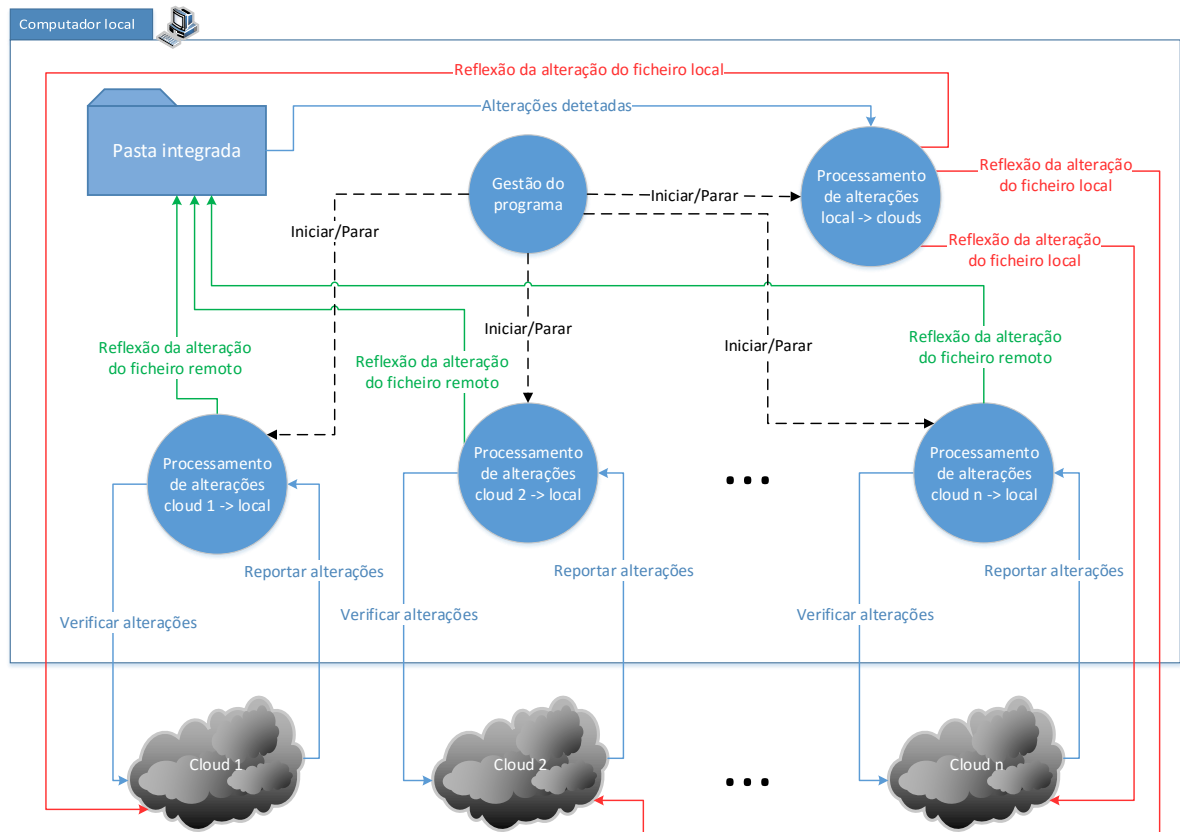 Computador local
Reflexão da alteração do ficheiro local
Alterações detetadas
Pasta integrada
Gestão do
programa
Processamento
de alterações
local -> clouds
Reflexão da alteração
do ficheiro local
Iniciar/Parar
Iniciar/Parar
Reflexão da alteração
do ficheiro local
Iniciar/Parar
Iniciar/Parar
Reflexão da alteração
do ficheiro remoto
Reflexão da alteração
do ficheiro remoto
Reflexão da alteração
do ficheiro remoto
Processamento
de alterações
cloud 1 -> local
Processamento
de alterações
cloud 2 -> local
...
Processamento
de alterações
cloud n -> local
Reportar alterações
Reportar alterações
Reportar alterações
Verificar alterações
Verificar alterações
Verificar alterações
Cloud 1
Cloud 2
...
Cloud n